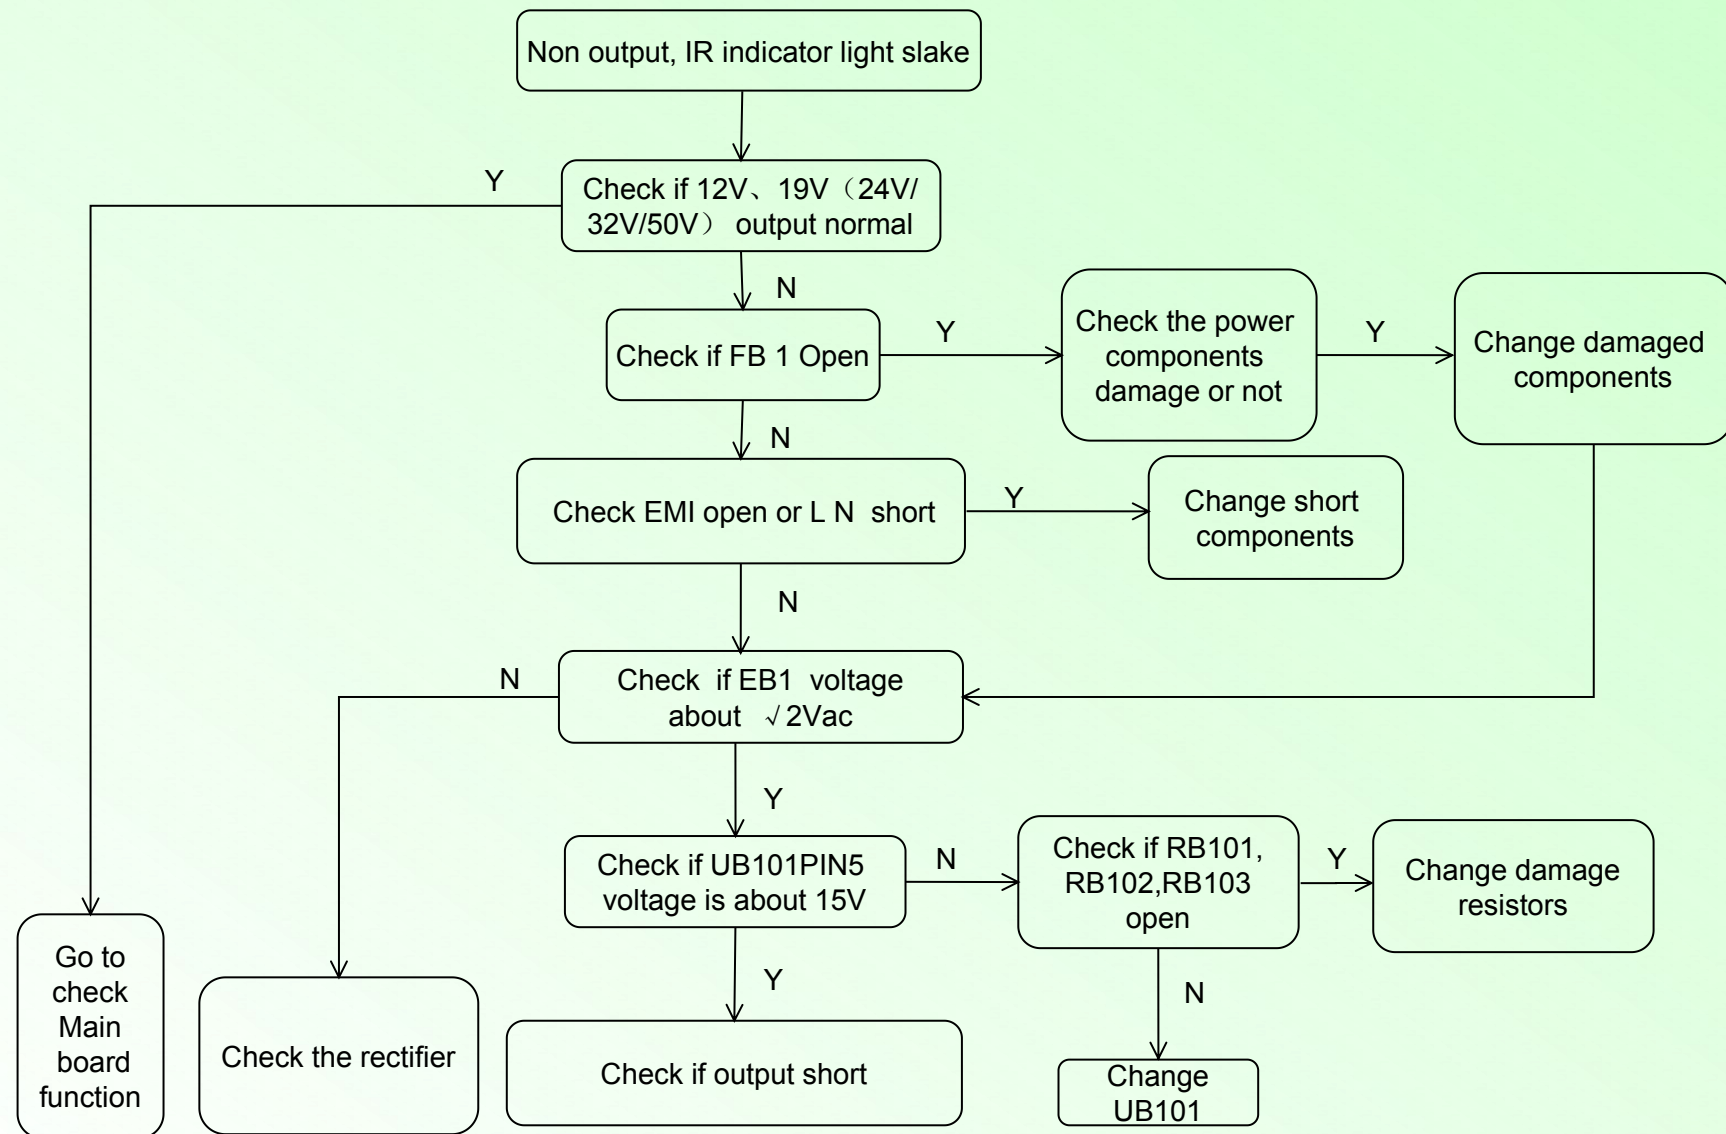 Non output, IR indicator light slake
Y
Check if 12V、19V（24V/
32V/50V） output normal
N
Check if FB 1 Open
Y
Check the power
components
damage or not
Y
Change damaged
components
N
Check EMI open or L N short
Y
Change short
components
N
N
Check if EB1 voltage
about √2Vac
Y
Check if UB101PIN5
voltage is about 15V
N
Check if RB101,
RB102,RB103
open
Y
Change damage
resistors
Go to
check
Main
board
function
Check the rectifier
Y
Check if output short
N
Change
UB101